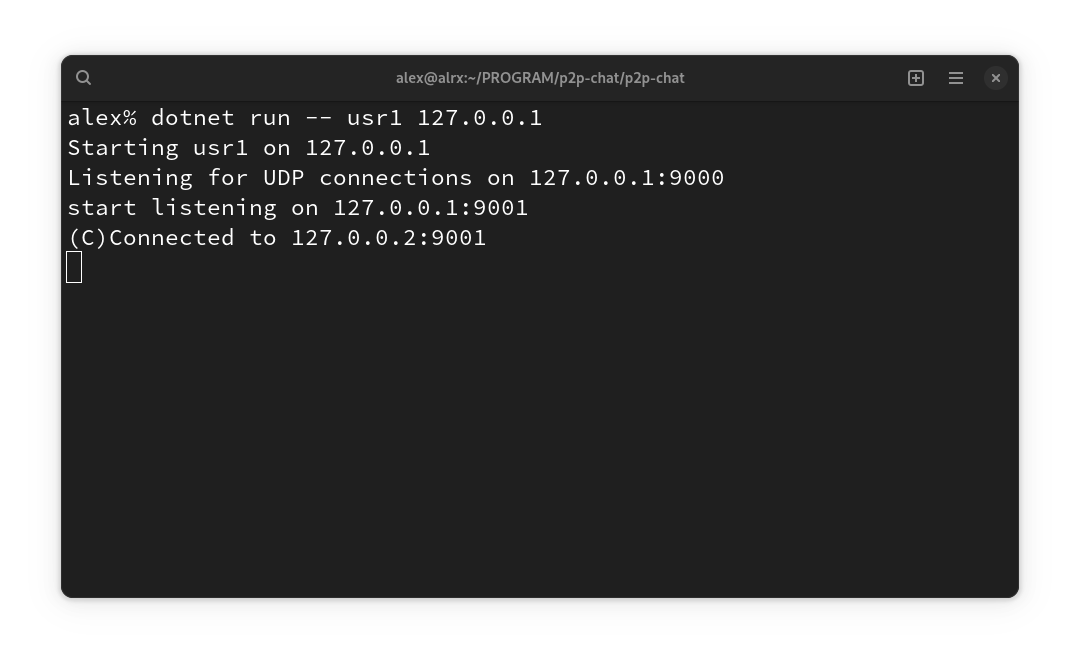 alex@alrx:~/PROGRAM/p2p-chat/p2p-chat
alex% dotnet run -- usr1 127.0.0.1
Starting usr1 on 127.0.0.1
Listening for UDP connections on 127.0.0.1:9000
start listening on 127.0.0.1:9001
(C)Connected to 127.0.0.2:9001